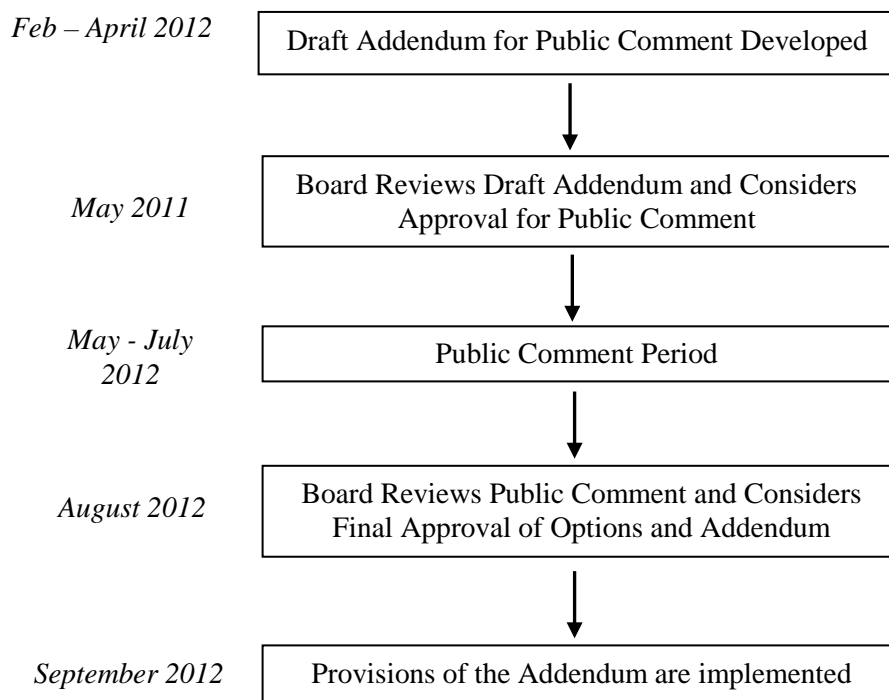 Feb – April 2012
Draft Addendum for Public Comment Developed
May 2011
Board Reviews Draft Addendum and Considers
Approval for Public Comment
May - July
2012
Public Comment Period
August 2012
Board Reviews Public Comment and Considers
Final Approval of Options and Addendum
September 2012
Provisions of the Addendum are implemented